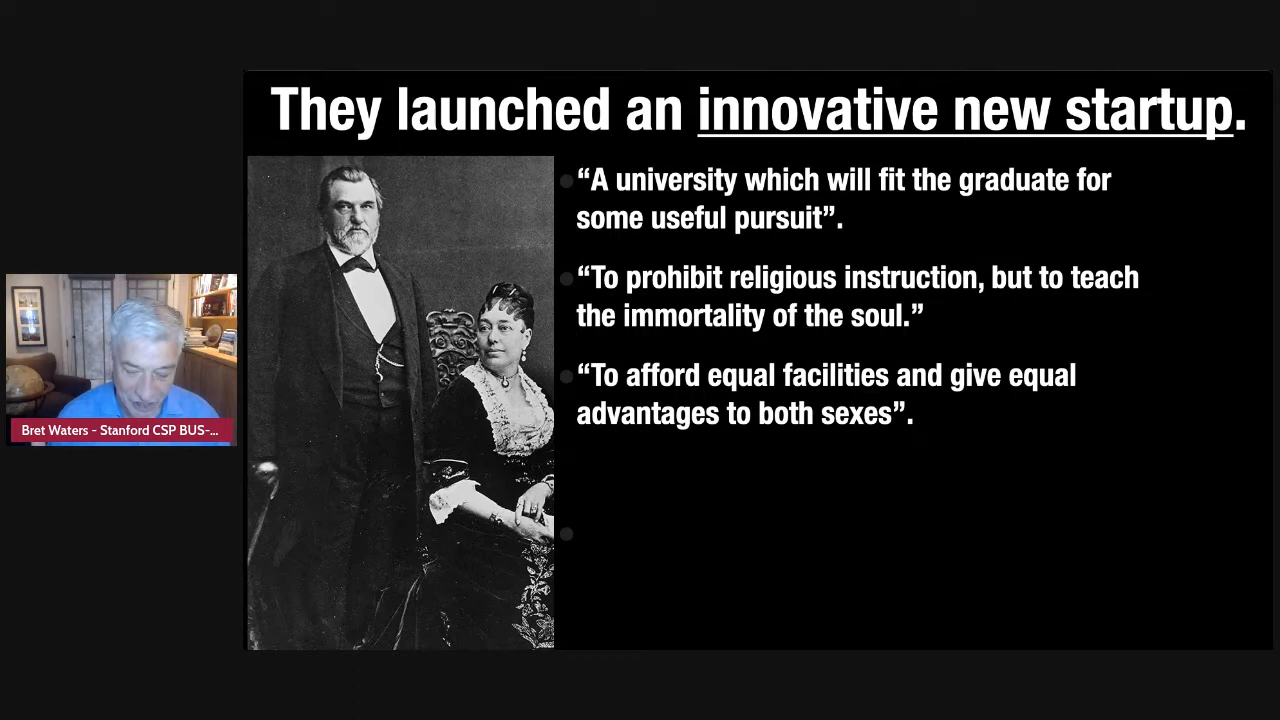 They launched an innovative new startup.
“A university which will fit the graduate for
some useful pursuit”.
“To prohibit religious instruction, but to teach
the immortality of the soul.”
“To afford equal facilities and give equal
advantages to both sexes”.
Bret Waters - Stanford CSP BUS-...